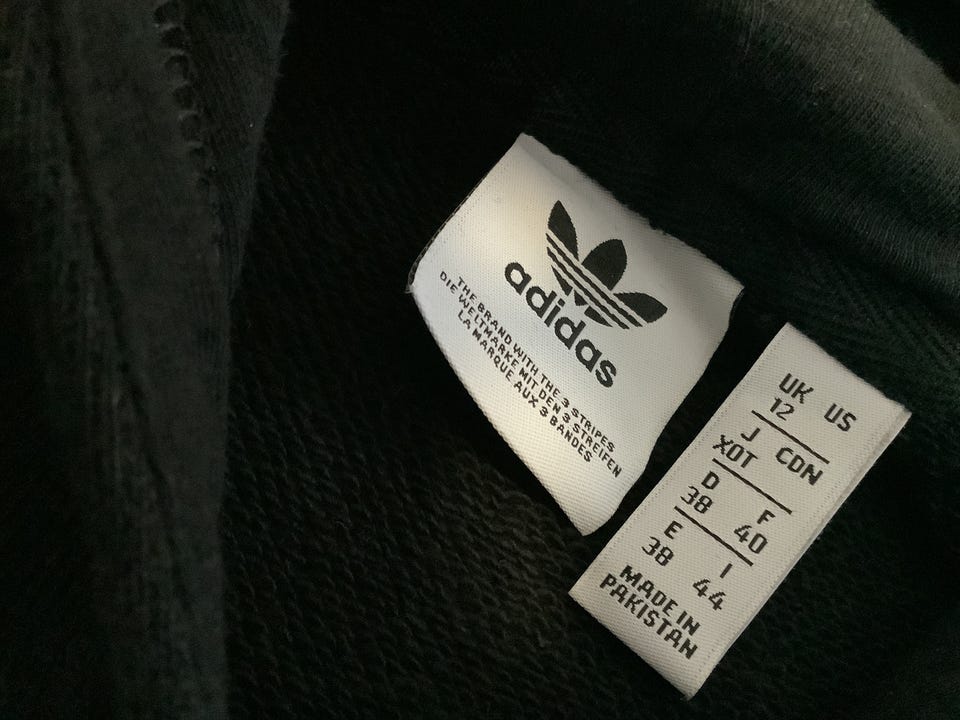 adidas
THE BRAND WITH THE 3 STRIPES
DIE WELTMARKE MIT DEN 3 STREIFEN
LA MARQUE AUX 3 BANDES
UK US
12
J CDN
XOT
D F
38 40
E I
38 44
MADE IN
PAKISTAN